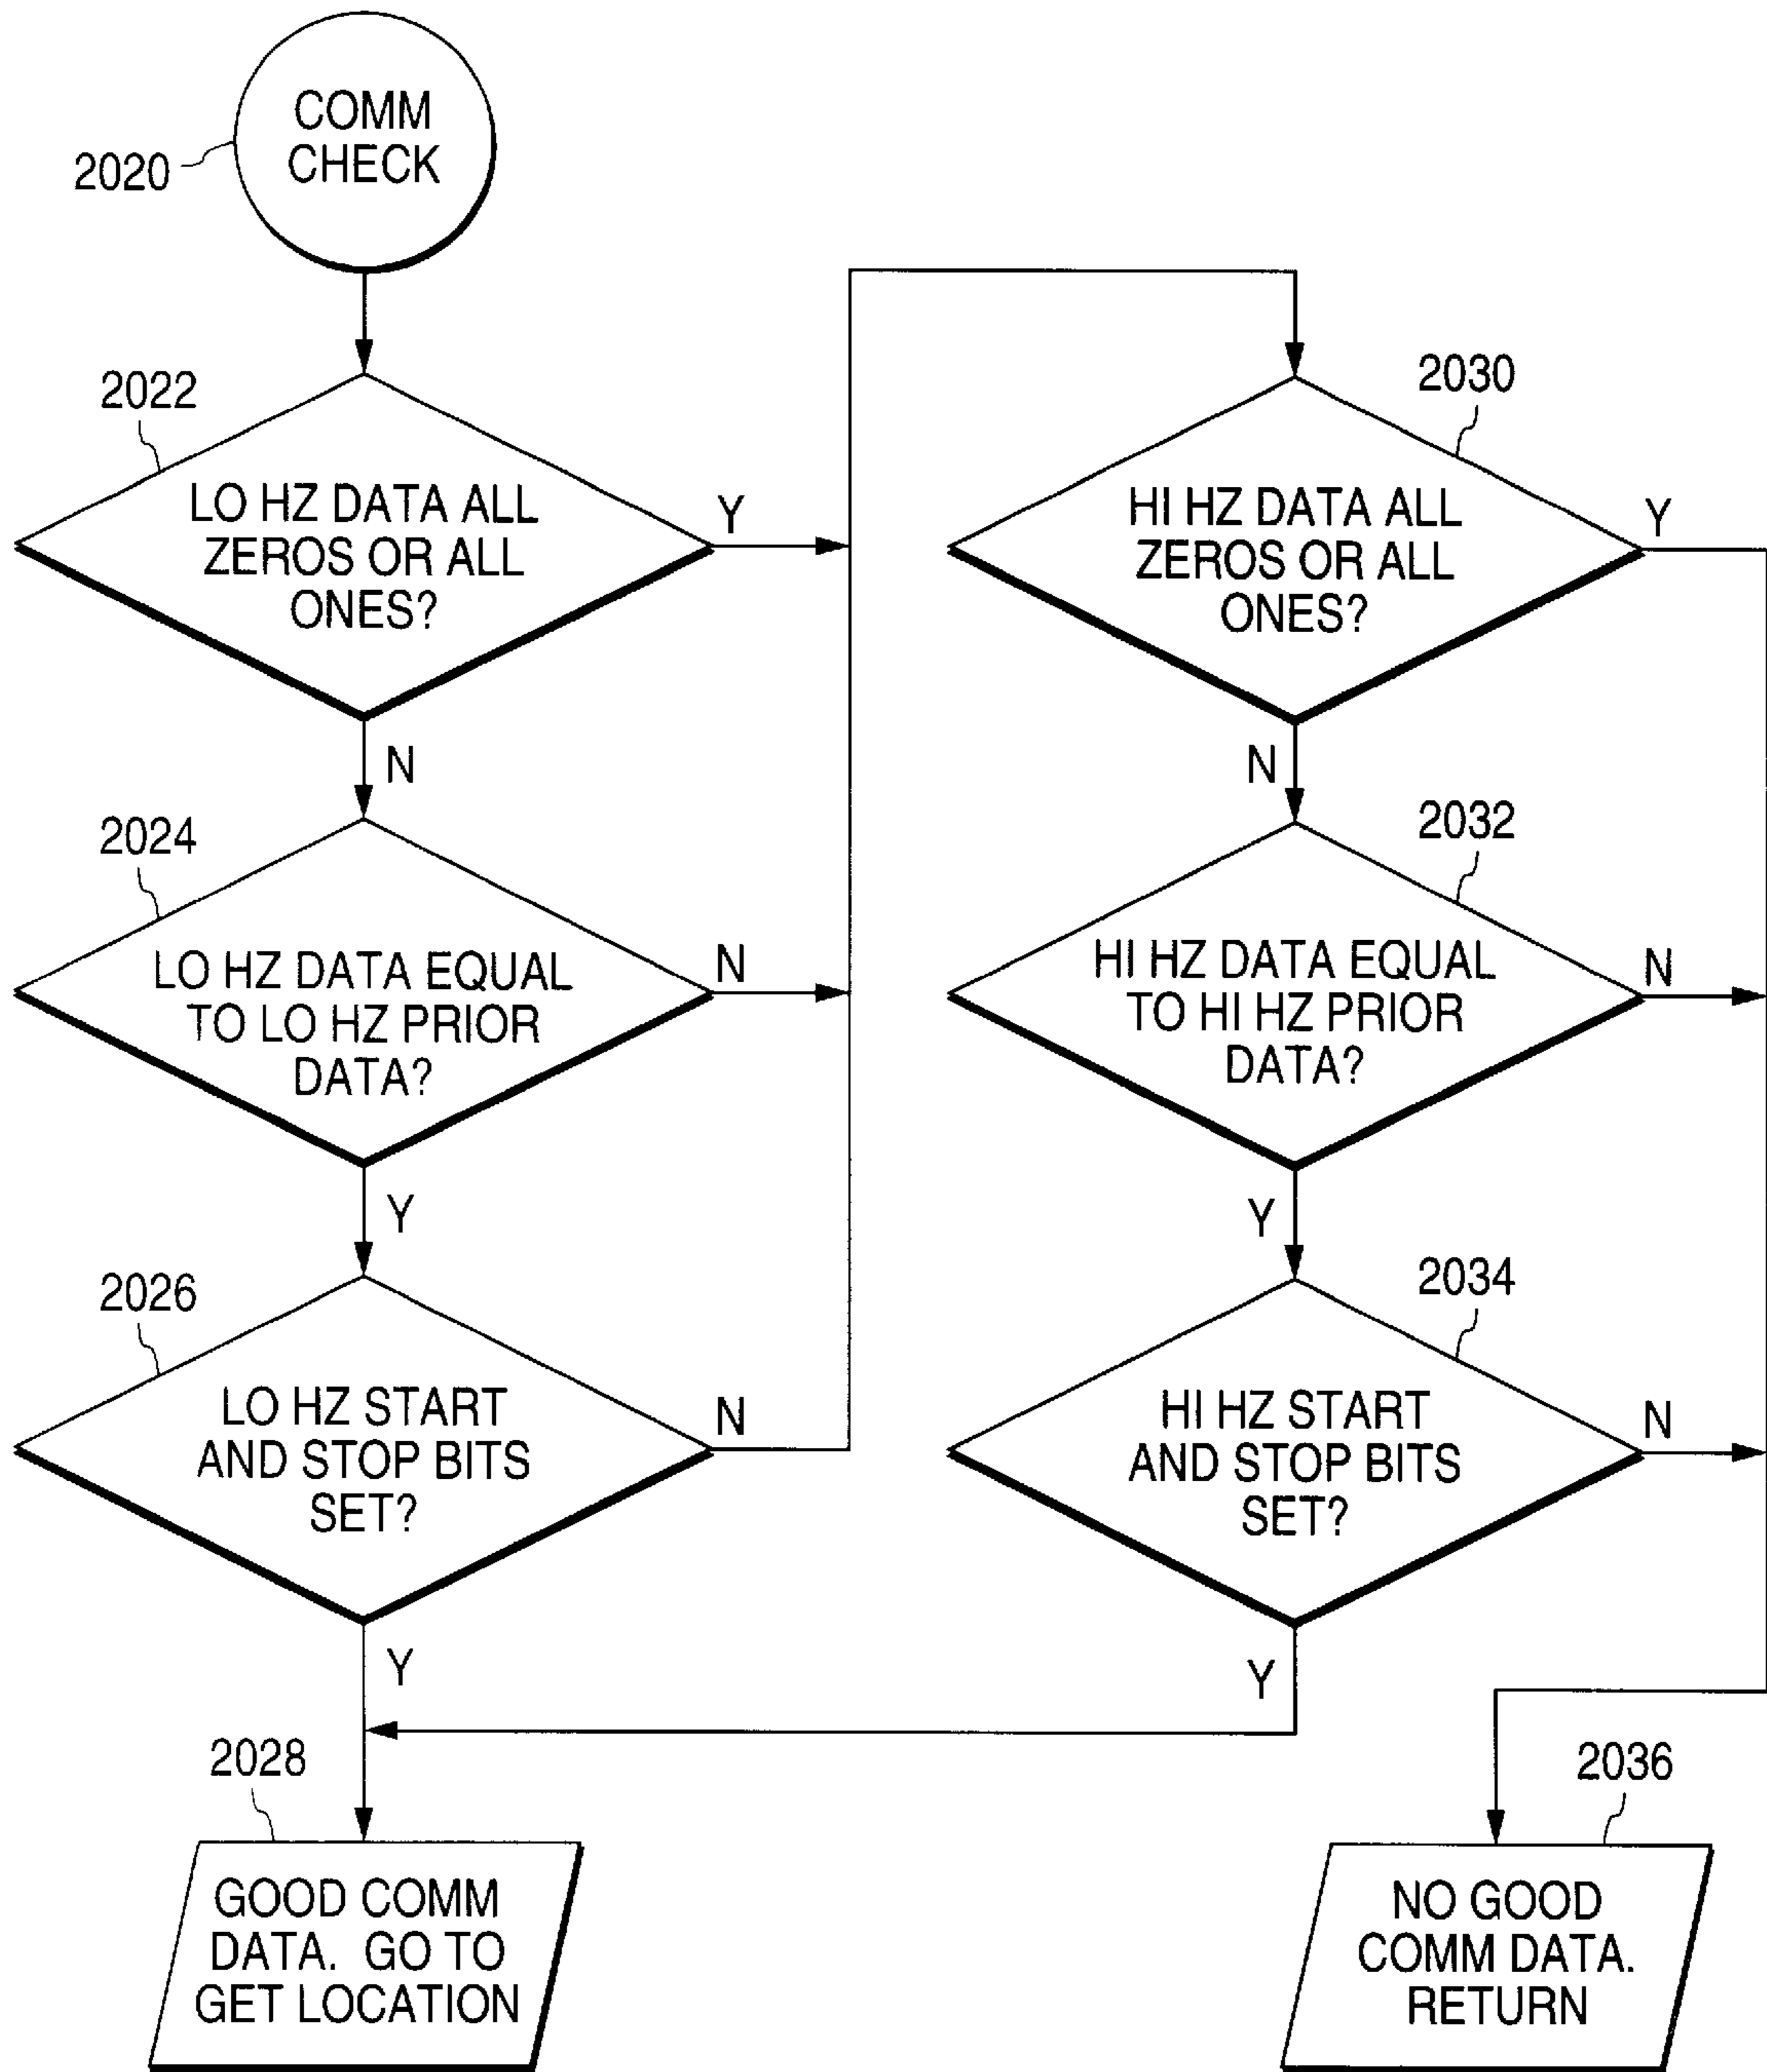 COMM
CHECK
2020
2022
LO HZ DATA ALL
ZEROS OR ALL
ONES?
Y
N
2024
LO HZ DATA EQUAL
TO LO HZ PRIOR
DATA?
N
Y
2026
LO HZ START
AND STOP BITS
SET?
N
Y
2028
GOOD COMM
DATA. GO TO
GET LOCATION
2030
HI HZ DATA ALL
ZEROS OR ALL
ONES?
Y
N
2032
HI HZ DATA EQUAL
TO HI HZ PRIOR
DATA?
N
Y
2034
HI HZ START
AND STOP BITS
SET?
N
Y
2036
NO GOOD
COMM DATA.
RETURN